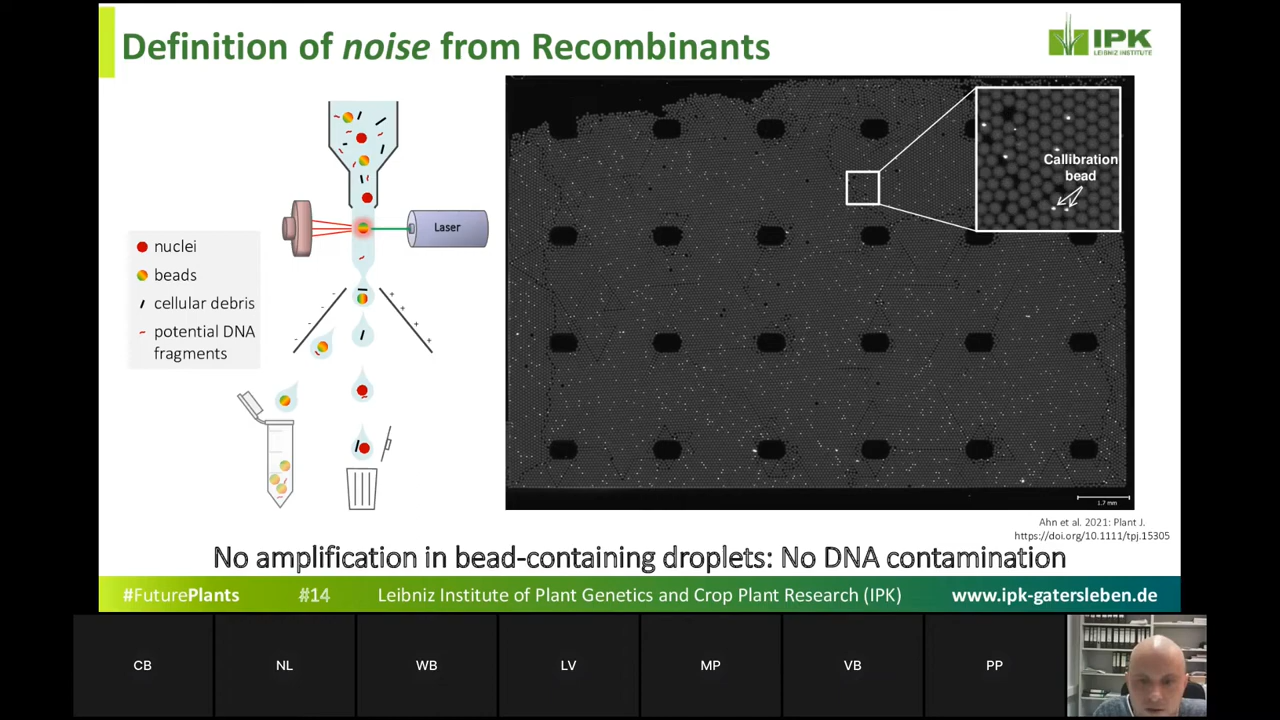 Definition of noise from Recombinants
IPK
LEIBNIZ INSTITUTE
Laser
nuclei
beads
cellular debris
potential DNA
fragments
Callibration
bead
1.7 mm
Ahn et al. 2021: Plant J.
https://doi.org/10.1111/tpj.15305
No amplification in bead-containing droplets: No DNA contamination
#FuturePlants #14 Leibniz Institute of Plant Genetics and Crop Plant Research (IPK) www.ipk-gatersleben.de
CB NL WB LV MP VB PP